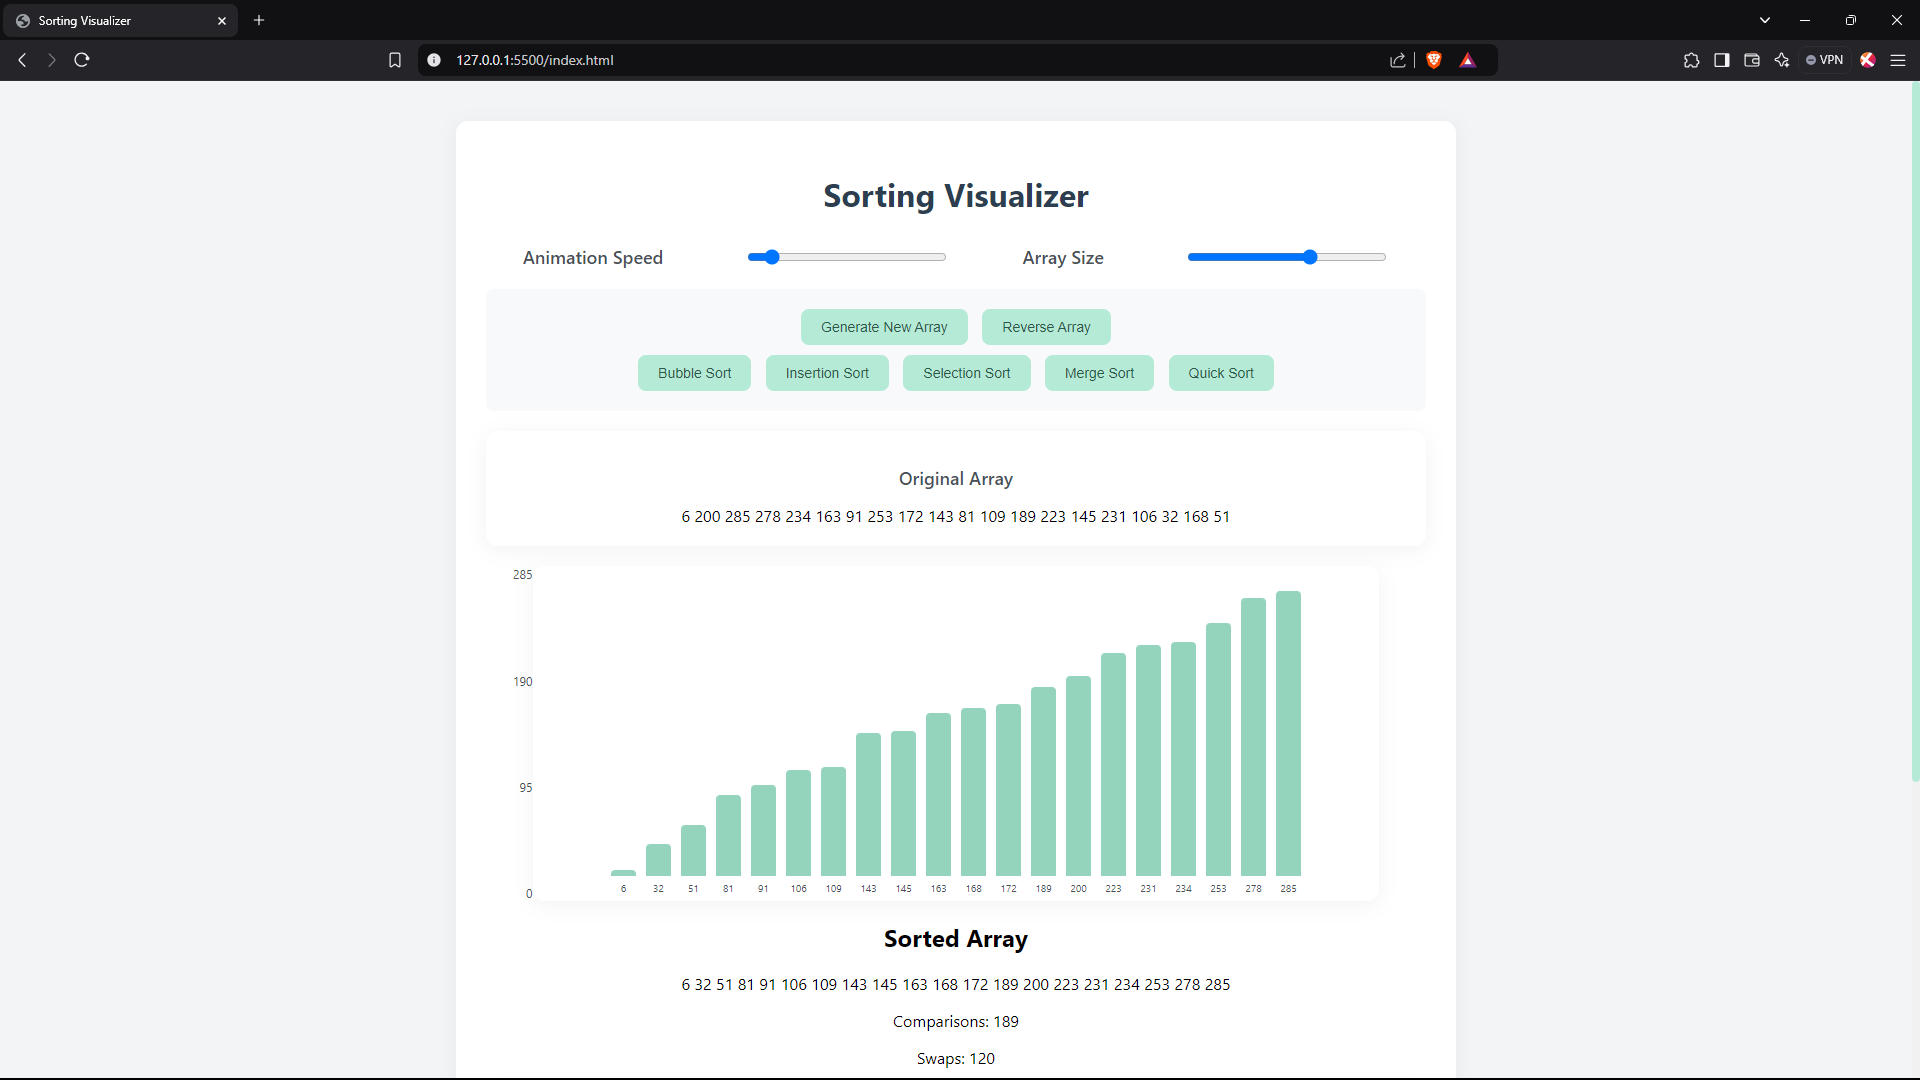 Sorting Visualizer
127.0.0.1:5500/index.html
VPN
Sorting Visualizer
Animation Speed
Array Size
Generate New Array
Reverse Array
Bubble Sort
Insertion Sort
Selection Sort
Merge Sort
Quick Sort
Original Array
6 200 285 278 234 163 91 253 172 143 81 109 189 223 145 231 106 32 168 51
285
190
95
0
6 32 51 81 91 106 109 143 145 163 168 172 189 200 223 231 234 253 278 285
Sorted Array
6 32 51 81 91 106 109 143 145 163 168 172 189 200 223 231 234 253 278 285
Comparisons: 189
Swaps: 120